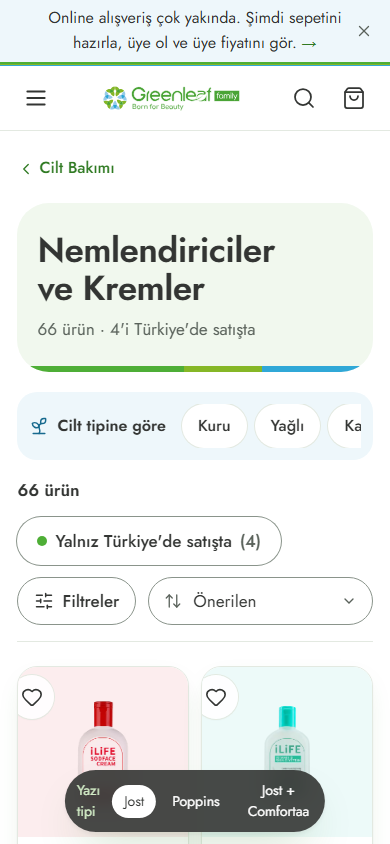 Online alışveriş çok yakında. Şimdi sepetini
hazırla, üye ol ve üye fiyatını gör. →
Greenleaf family
Born for Beauty
Cilt Bakımı
Nemlendiriciler
ve Kremler
66 ürün · 4'i Türkiye'de satışta
Cilt tipine göre
Kuru
Yağlı
Ka
66 ürün
Yalnız Türkiye'de satışta (4)
Filtreler
Önerilen
iLiFE
SODFACE
CREAM
iLiFE
Yazı
tipi
Jost
Poppins
Jost +
Comfortaa